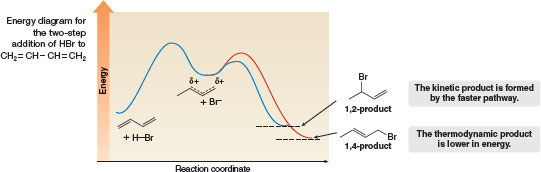 Energy diagram for
the two-step
addition of HBr to
CH₂=CH–CH=CH₂
Energy
δ+ δ+
+ Br–
+ H–Br
Br
1,2-product
The kinetic product is formed
by the faster pathway.
Br
1,4-product
The thermodynamic product
is lower in energy.
Reaction coordinate